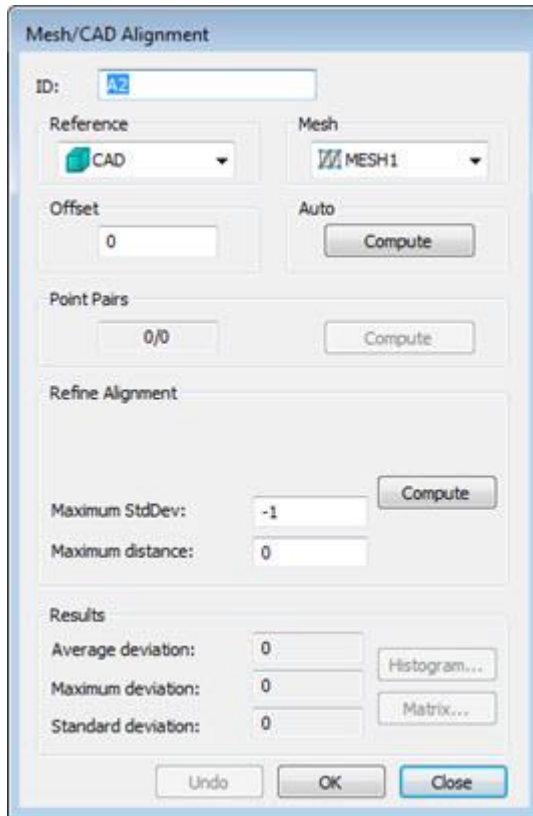 Mesh/CAD Alignment
ID: A2
Reference Mesh
CAD MESH1
Offset Auto
0 Compute
Point Pairs
0/0 Compute
Refine Alignment
Compute
Maximum StdDev: -1
Maximum distance: 0
Results
Average deviation: 0
Histogram...
Maximum deviation: 0
Matrix...
Standard deviation: 0
Undo OK Close